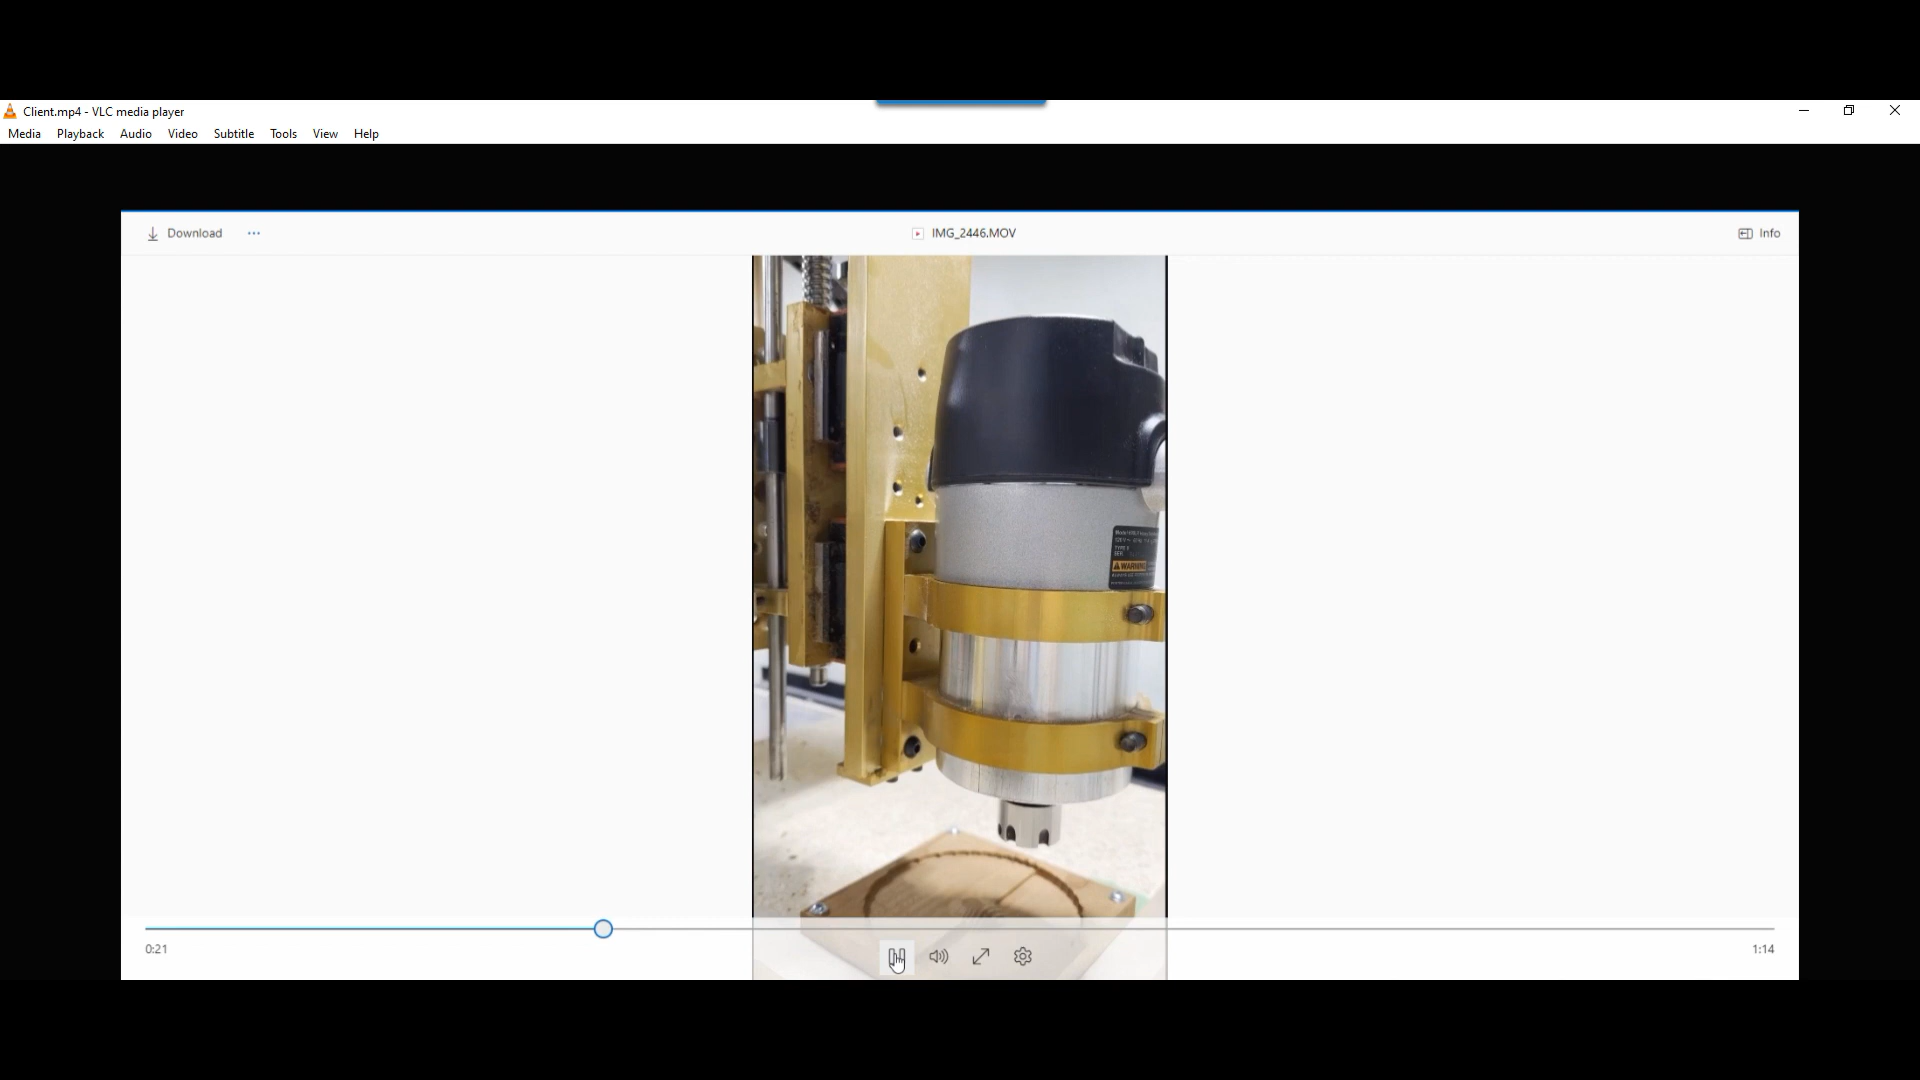 Client.mp4 - VLC media player
Media Playback Audio Video Subtitle Tools View Help
Download ...
IMG_2446.MOV
Info
WARNING
0:21
1:14